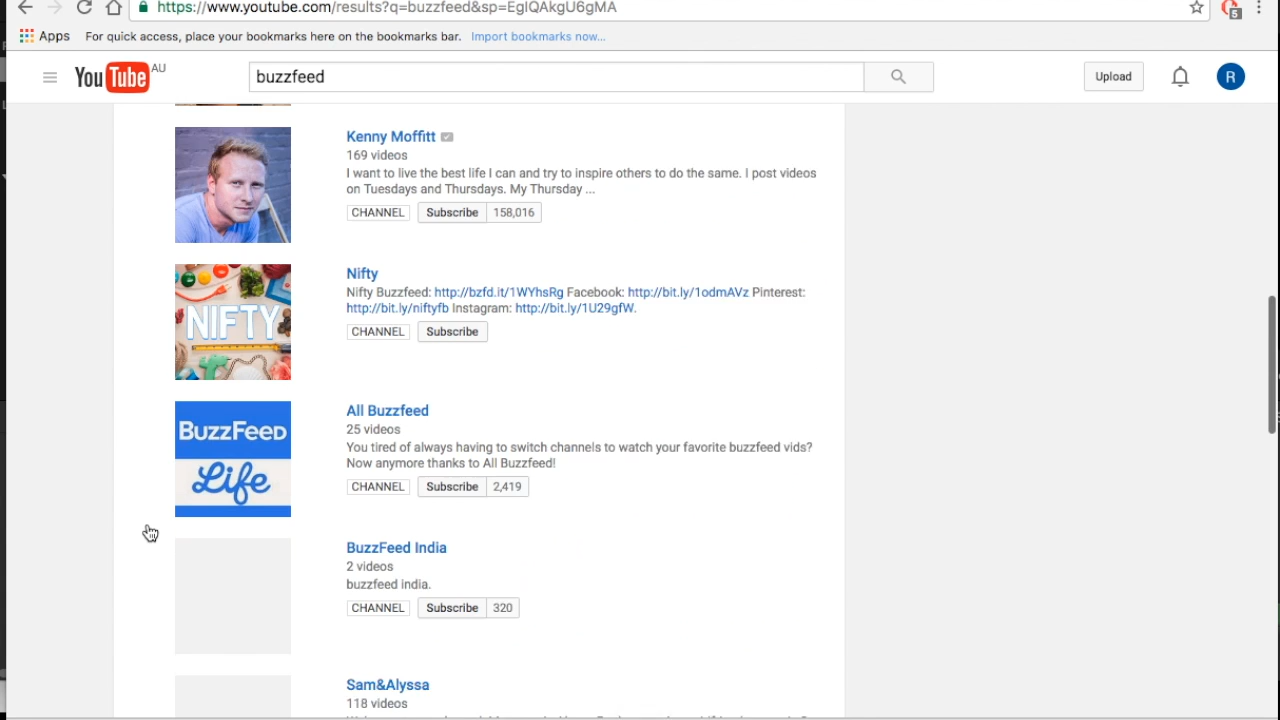 https://www.youtube.com/results?q=buzzfeed&sp=EgIQAkgU6gMA
5
Apps For quick access, place your bookmarks here on the bookmarks bar. Import bookmarks now...
YouTube AU
buzzfeed
Upload
R
Kenny Moffitt
169 videos
I want to live the best life I can and try to inspire others to do the same. I post videos
on Tuesdays and Thursdays. My Thursday ...
CHANNEL Subscribe 158,016
NIFTY
Nifty
Nifty Buzzfeed: http://bzfd.it/1WYhsRg Facebook: http://bit.ly/1odmAVz Pinterest:
http://bit.ly/niftyfb Instagram: http://bit.ly/1U29gfW.
CHANNEL Subscribe
BuzzFeed
Life
All Buzzfeed
25 videos
You tired of always having to switch channels to watch your favorite buzzfeed vids?
Now anymore thanks to All Buzzfeed!
CHANNEL Subscribe 2,419
BuzzFeed India
2 videos
buzzfeed india.
CHANNEL Subscribe 320
Sam&Alyssa
118 videos